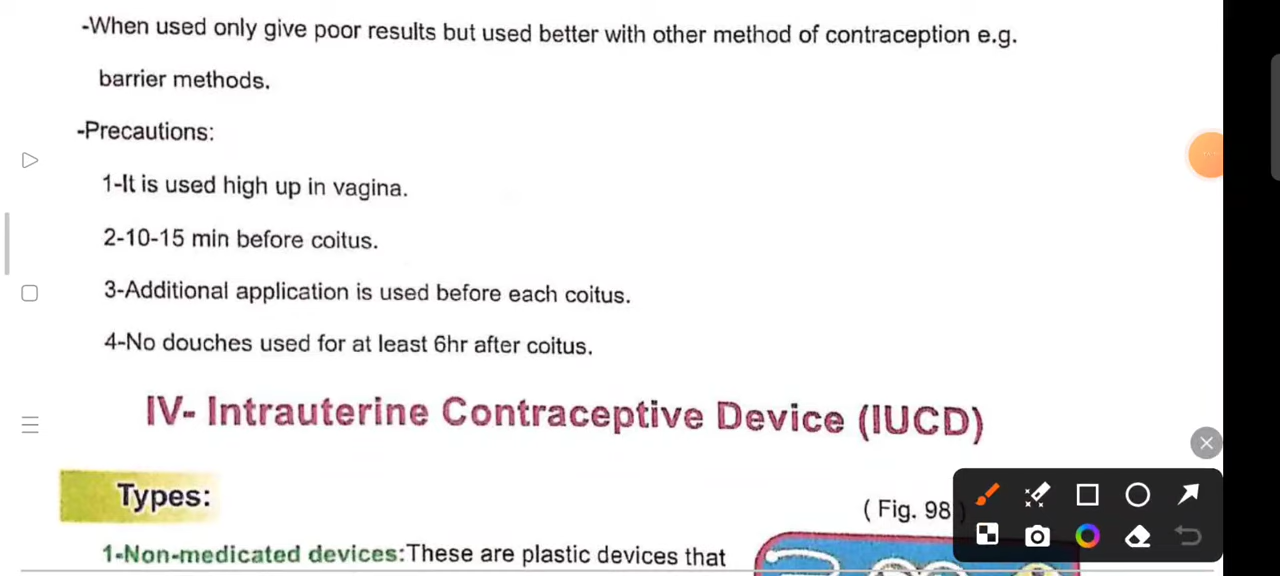 -When used only give poor results but used better with other method of contraception e.g.
barrier methods.
-Precautions:
1-It is used high up in vagina.
2-10-15 min before coitus.
3-Additional application is used before each coitus.
4-No douches used for at least 6hr after coitus.
IV- Intrauterine Contraceptive Device (IUCD)
Types:
( Fig. 98 )
1-Non-medicated devices:These are plastic devices that